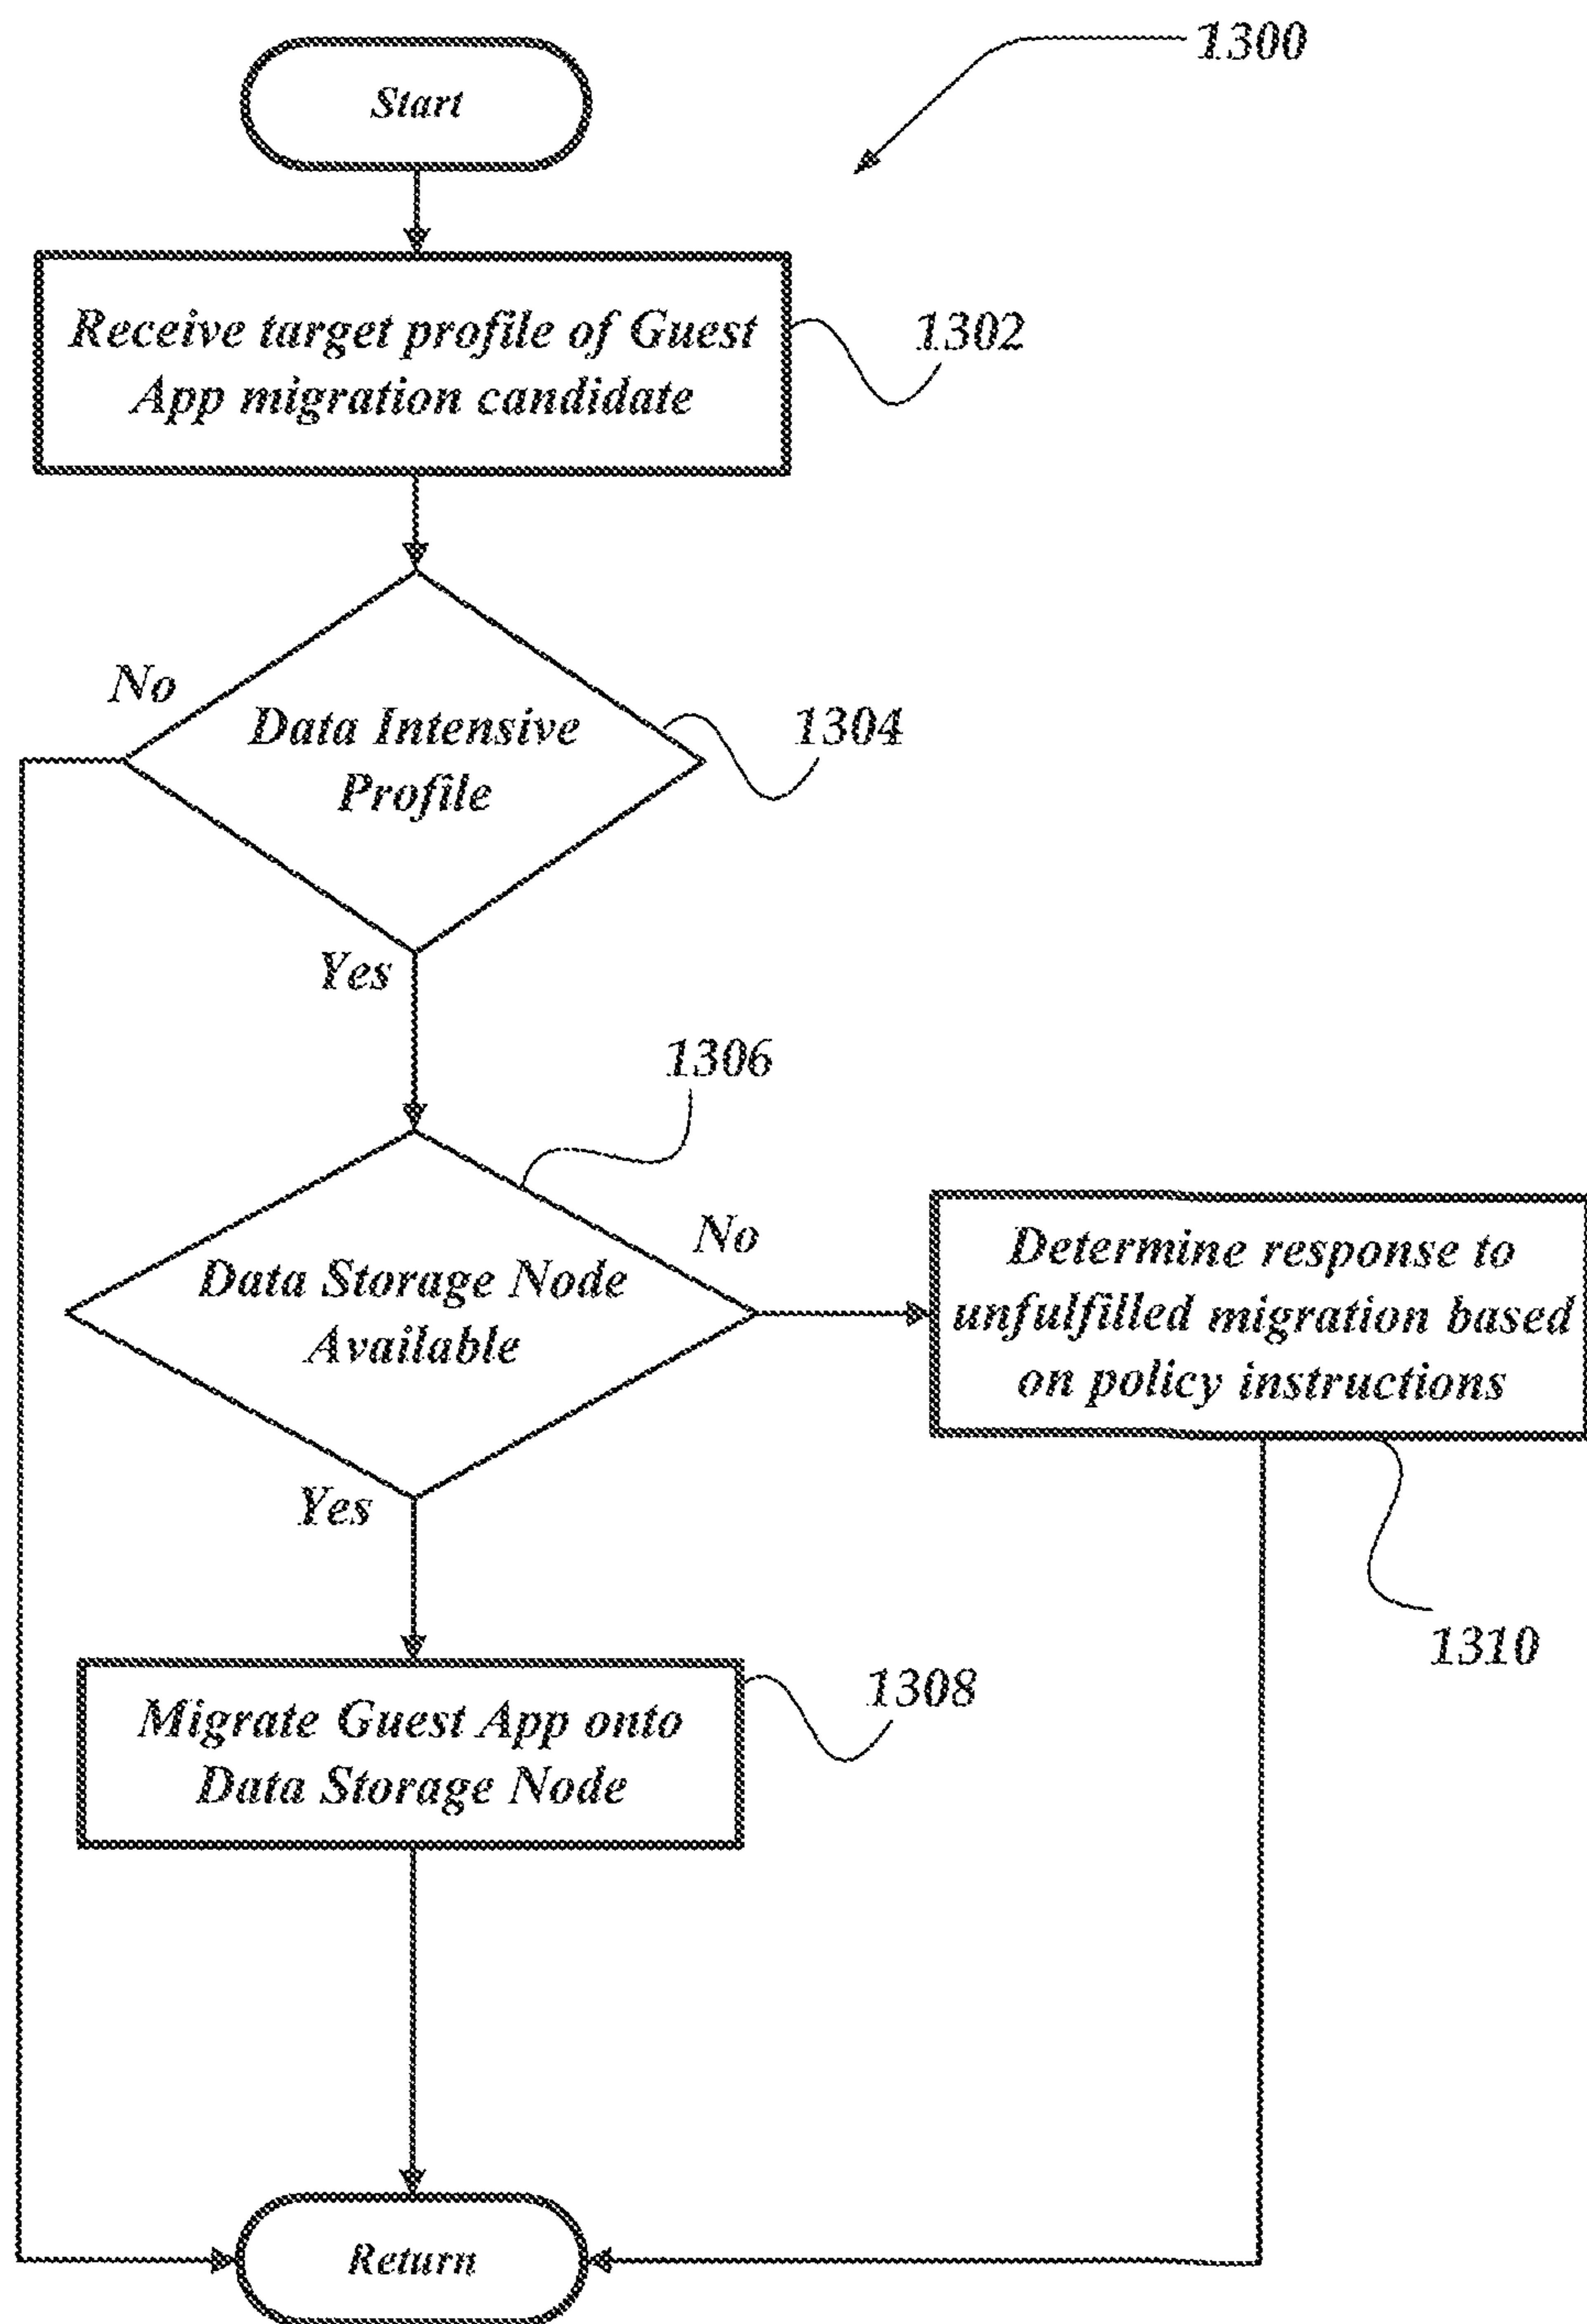 1300
Start
Receive target profile of Guest
App migration candidate
1302
No
Data Intensive
Profile
1304
Yes
1306
Data Storage Node
Available
No
Determine response to
unfulfilled migration based
on policy instructions
Yes
1310
Migrate Guest App onto
Data Storage Node
1308
Return